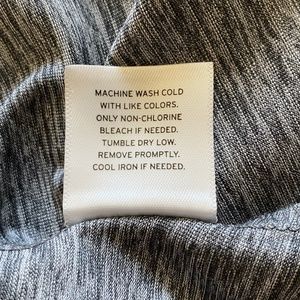 MACHINE WASH COLD
WITH LIKE COLORS.
ONLY NON-CHLORINE
BLEACH IF NEEDED.
TUMBLE DRY LOW.
REMOVE PROMPTLY.
COOL IRON IF NEEDED.